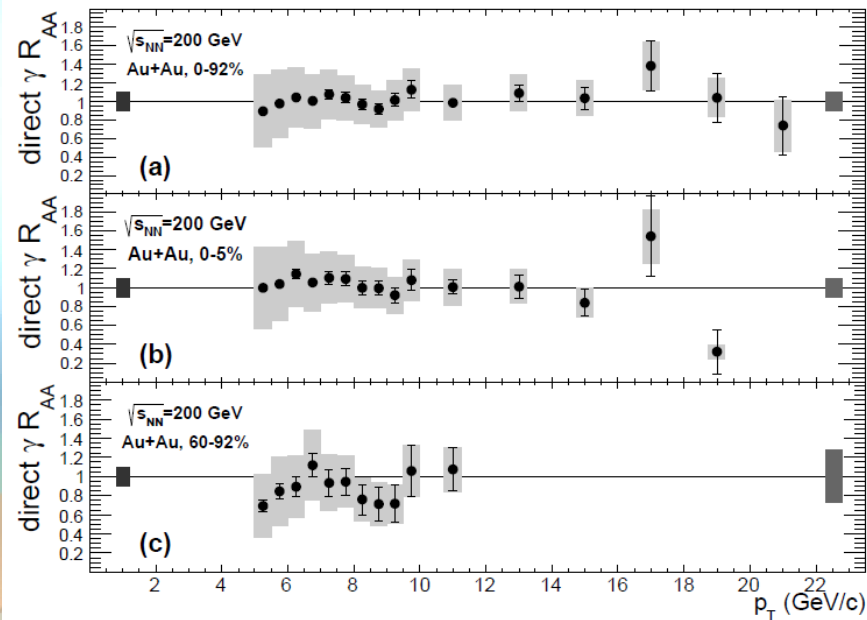 direct γ R_AA
1.8
1.6
1.4
1.2
1
0.8
0.6
0.4
0.2
√s_NN=200 GeV
Au+Au, 0-92%
(a)
direct γ R_AA
1.8
1.6
1.4
1.2
1
0.8
0.6
0.4
0.2
√s_NN=200 GeV
Au+Au, 0-5%
(b)
direct γ R_AA
1.8
1.6
1.4
1.2
1
0.8
0.6
0.4
0.2
√s_NN=200 GeV
Au+Au, 60-92%
(c)
2 4 6 8 10 12 14 16 18 20 22
p_T (GeV/c)